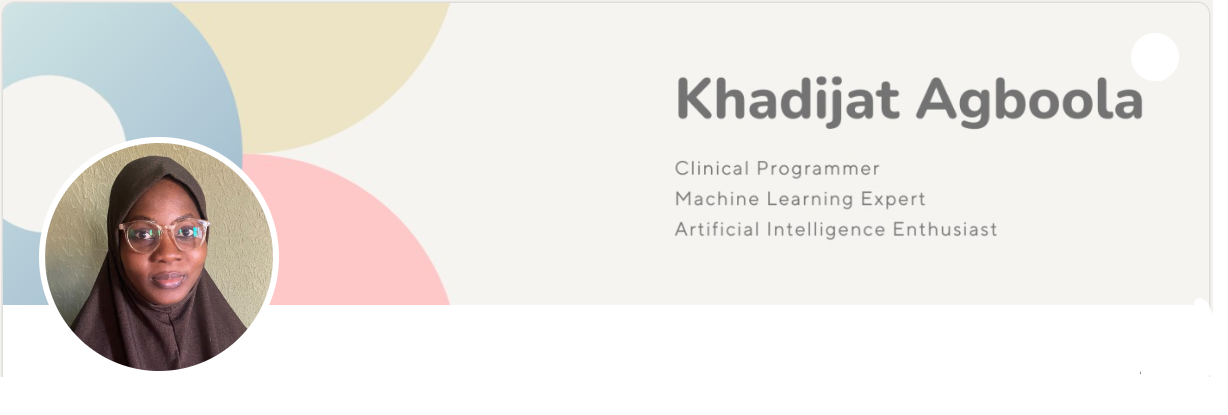 Khadijat Agboola
Clinical Programmer
Machine Learning Expert
Artificial Intelligence Enthusiast